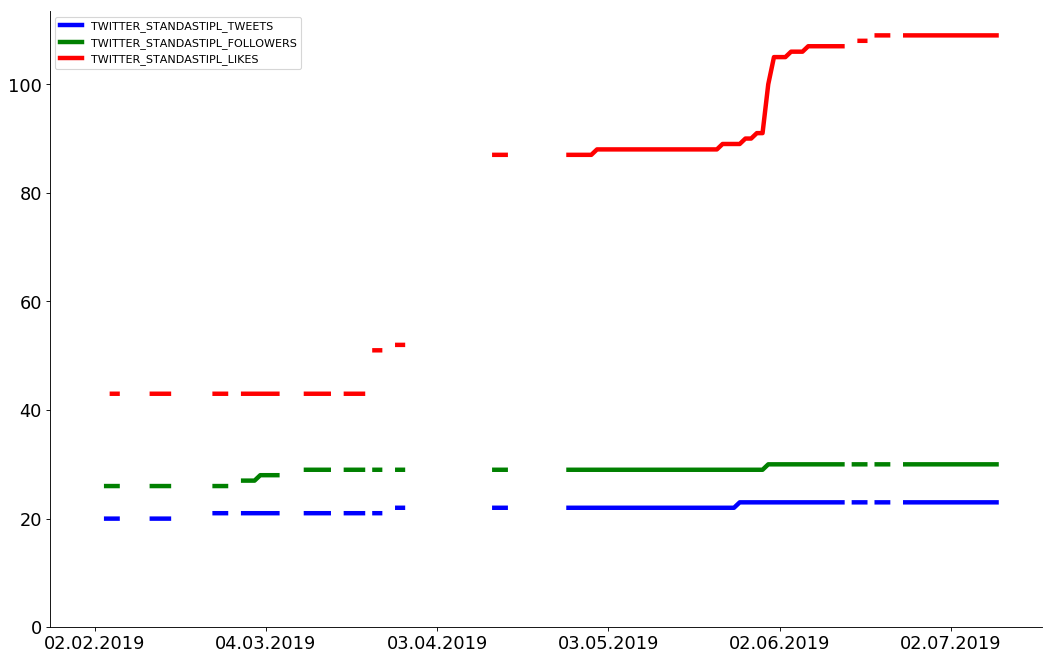 TWITTER_STANDASTIPL_TWEETS
TWITTER_STANDASTIPL_FOLLOWERS
TWITTER_STANDASTIPL_LIKES
100
80
60
40
20
0
02.02.2019 04.03.2019 03.04.2019 03.05.2019 02.06.2019 02.07.2019